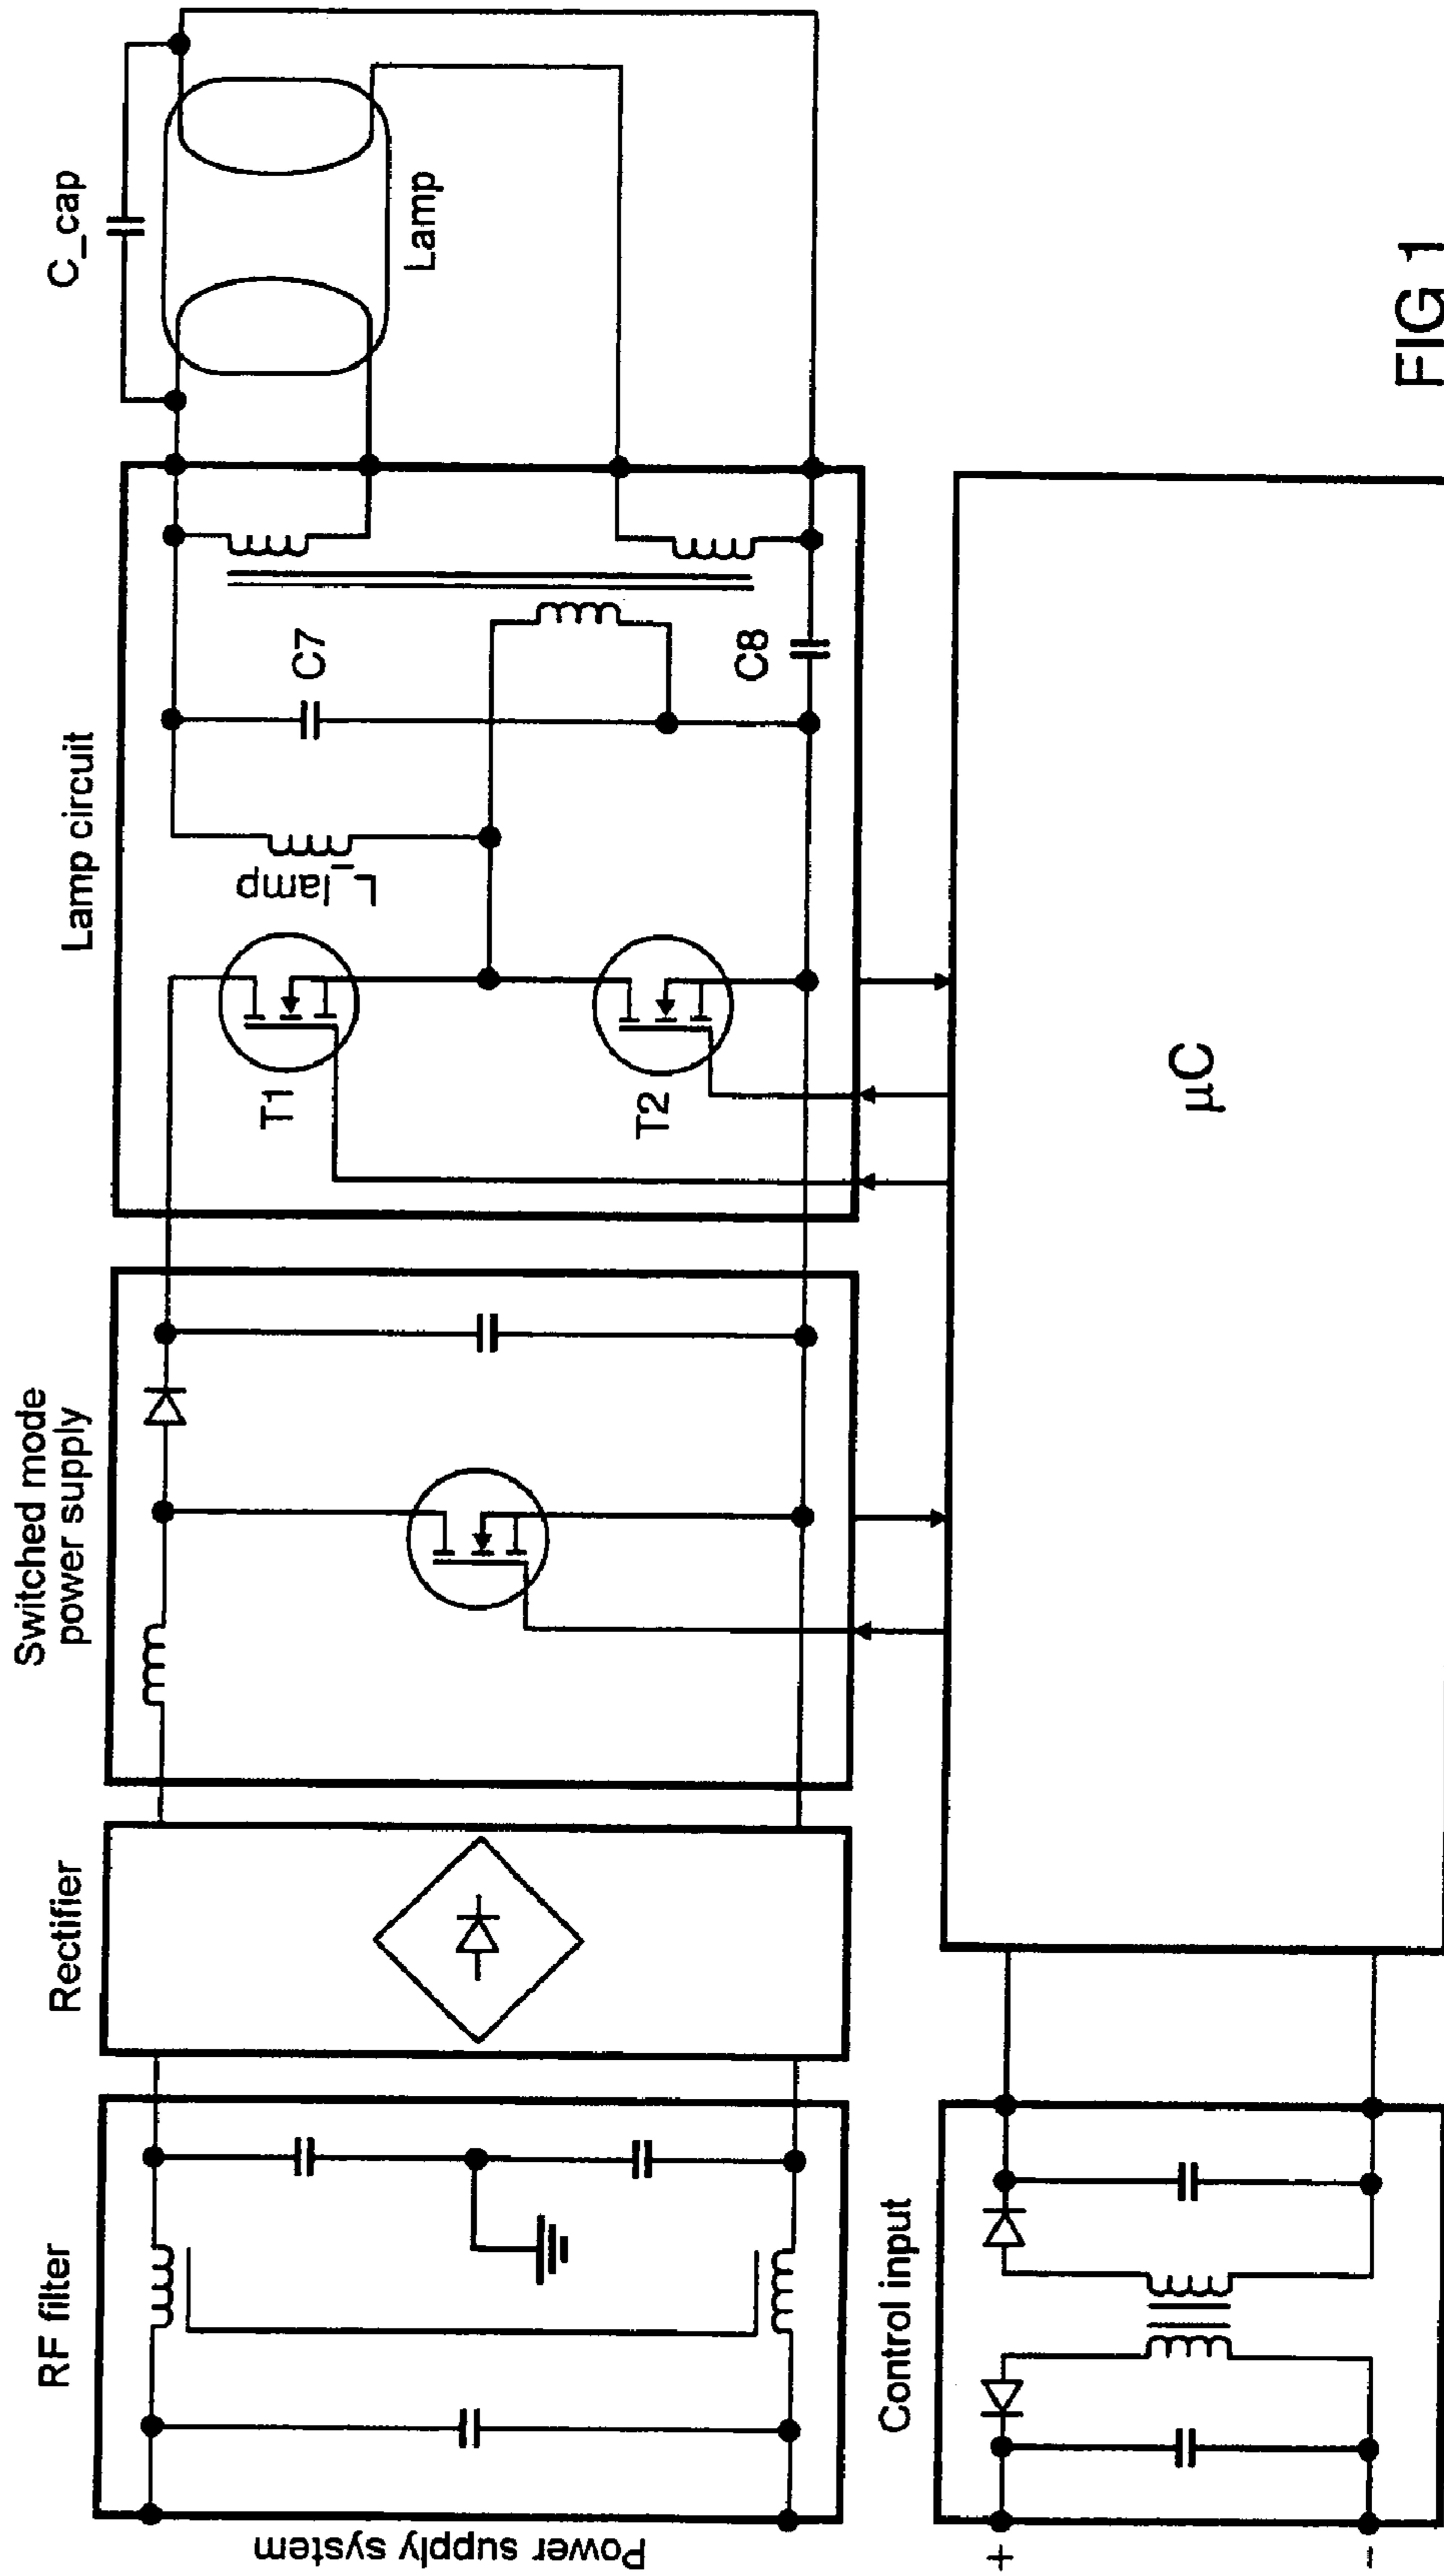 Power supply system
RF filter
Rectifier
Switched mode
power supply
Lamp circuit
T1
T2
L_lamp
C7
C8
C_cap
Lamp
Control input
+
-
µC
FIG 1